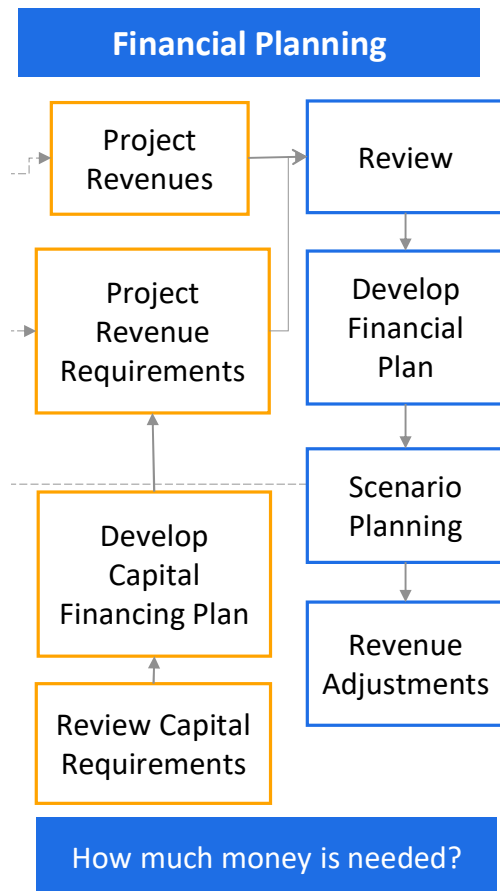 Financial Planning
Project
Revenues
Review
Project
Revenue
Requirements
Develop
Financial
Plan
Develop
Capital
Financing Plan
Scenario
Planning
Review Capital
Requirements
Revenue
Adjustments
How much money is needed?